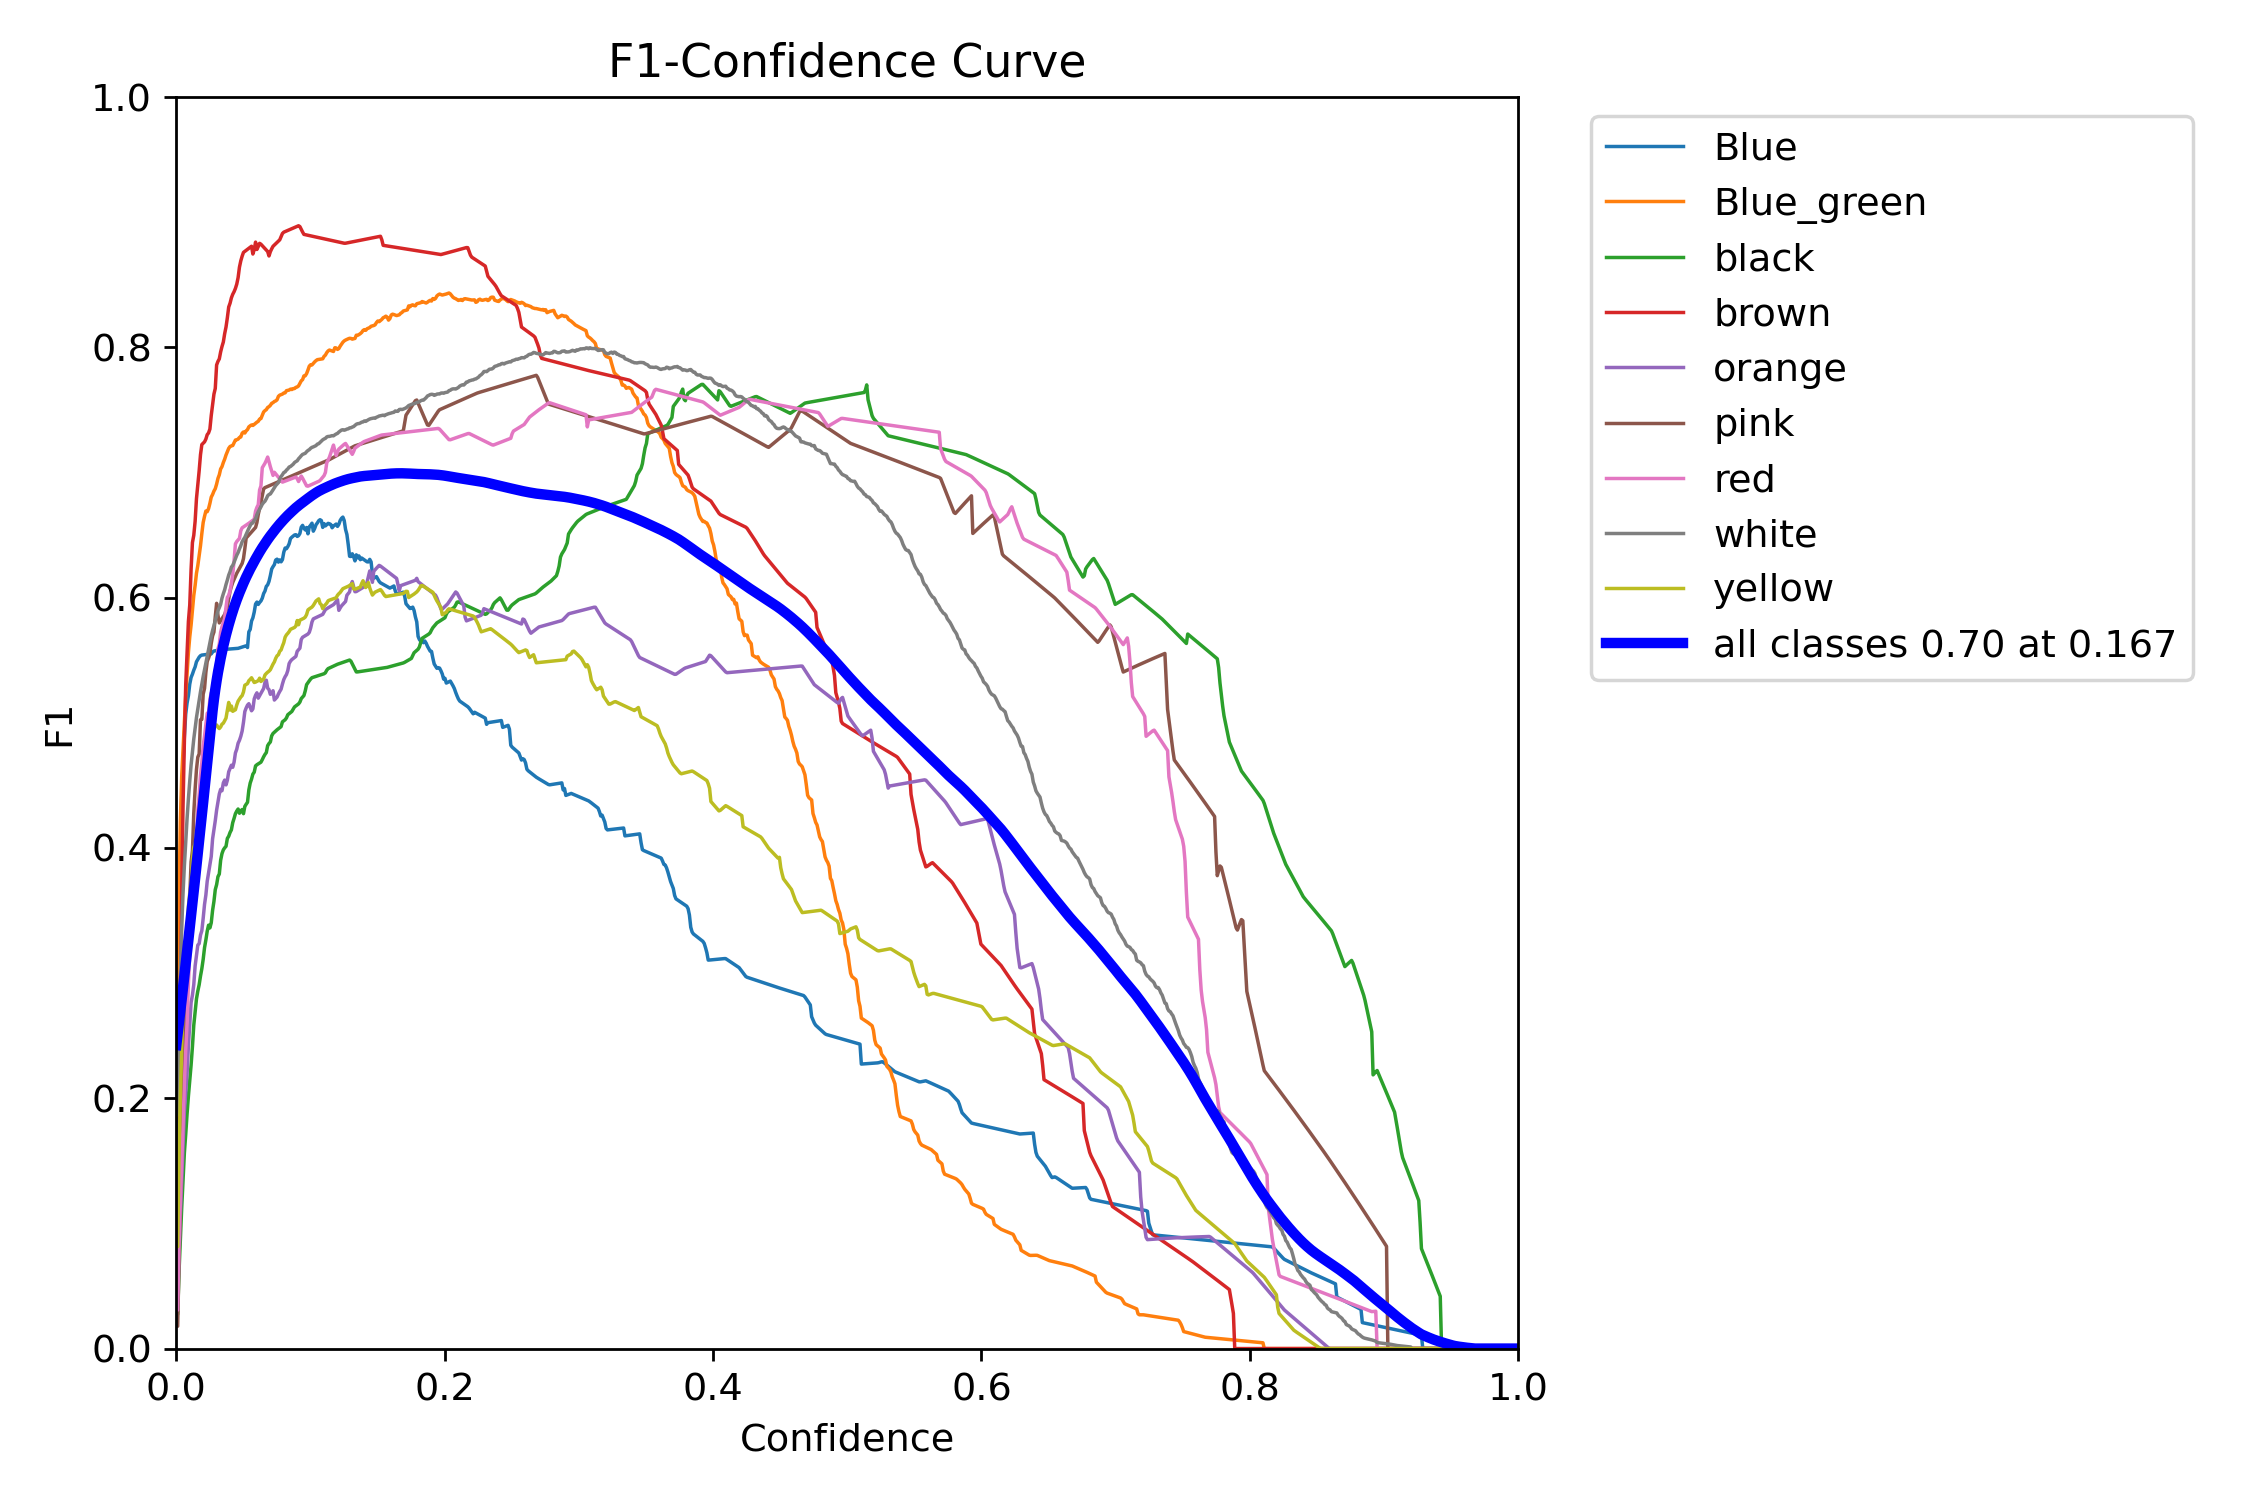 F1-Confidence Curve
1.0
0.8
0.6
0.4
0.2
0.0
F1
0.0 0.2 0.4 0.6 0.8 1.0
Confidence
Blue
Blue_green
black
brown
orange
pink
red
white
yellow
all classes 0.70 at 0.167